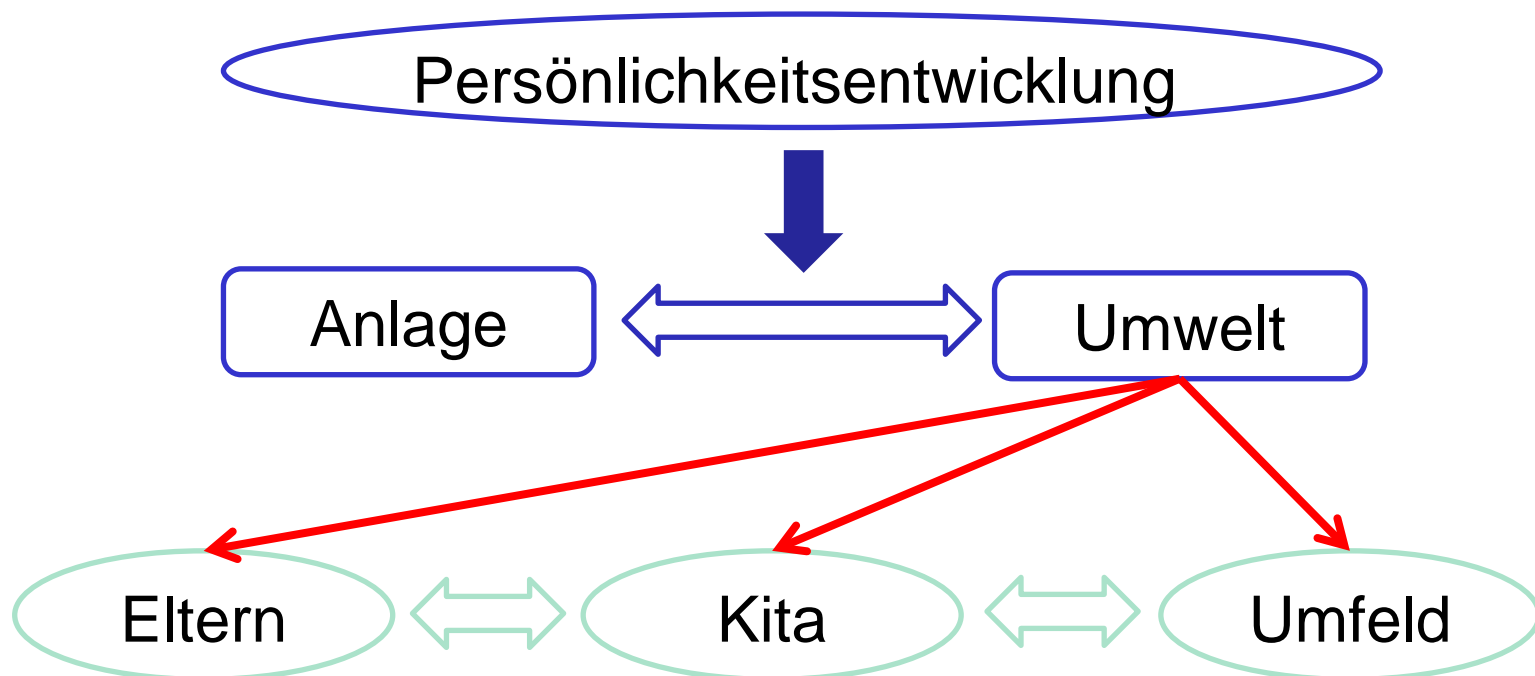 Persönlichkeitsentwicklung
Anlage
Umwelt
Eltern
Kita
Umfeld